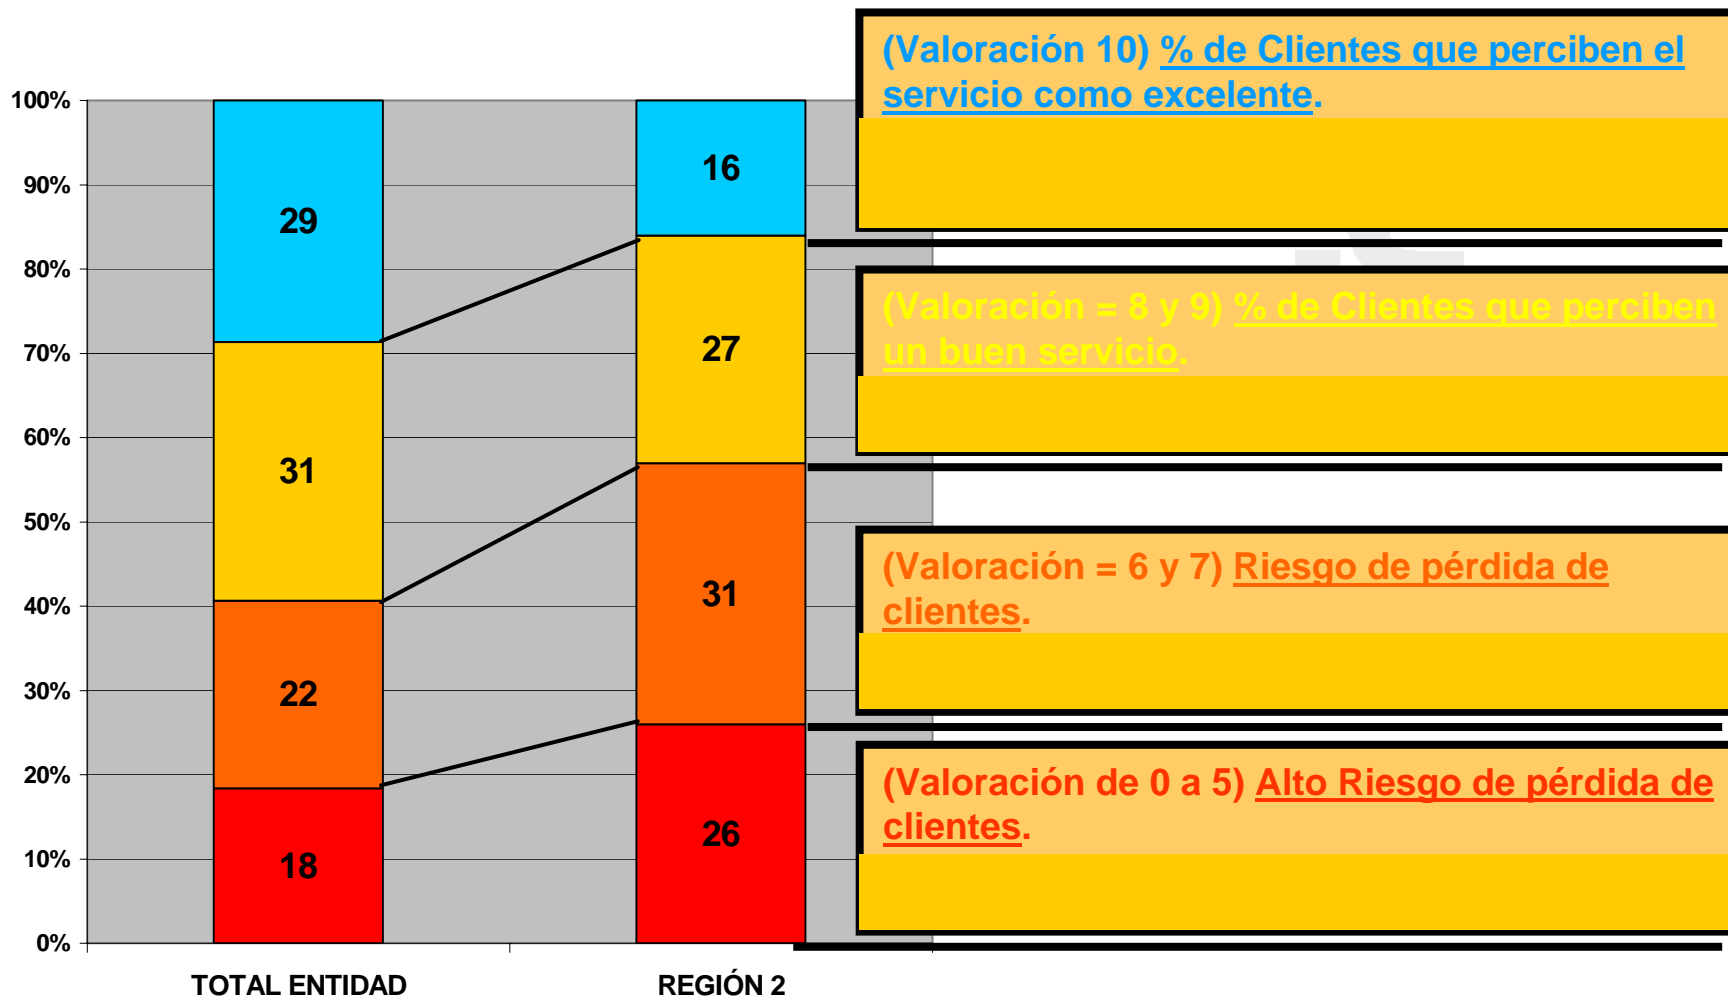 (Valoración 10) % de Clientes que perciben el
servicio como excelente.
100%
90%
80%
70%
60%
50%
40%
30%
20%
10%
0%
29
31
22
18
16
27
31
26
(Valoración = 8 y 9) % de Clientes que perciben
un buen servicio.
(Valoración = 6 y 7) Riesgo de pérdida de
clientes.
(Valoración de 0 a 5) Alto Riesgo de pérdida de
clientes.
TOTAL ENTIDAD
REGIÓN 2